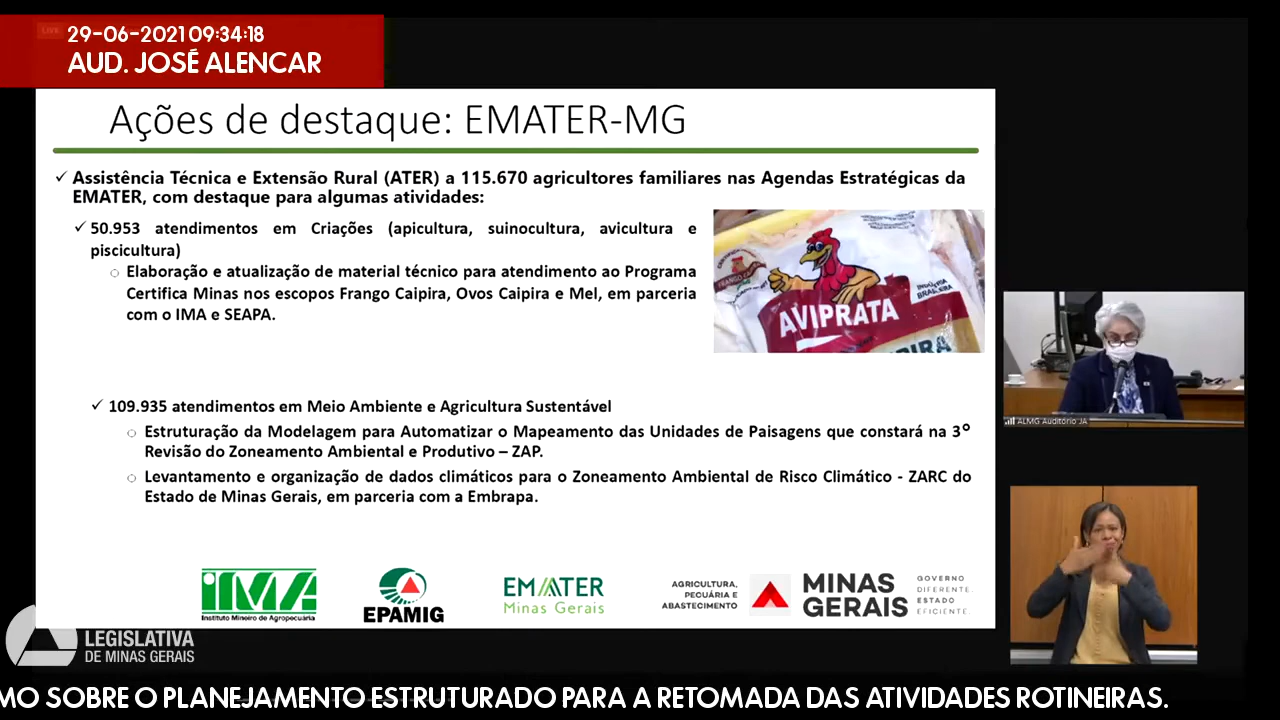 29-06-2021 09:34:18
AUD. JOSÉ ALENCAR
Ações de destaque: EMATER-MG
✓ Assistência Técnica e Extensão Rural (ATER) a 115.670 agricultores familiares nas Agendas Estratégicas da
EMATER, com destaque para algumas atividades:
✓ 50.953 atendimentos em Criações (apicultura, suinocultura, avicultura e
piscicultura)
○ Elaboração e atualização de material técnico para atendimento ao Programa
Certifica Minas nos escopos Frango Caipira, Ovos Caipira e Mel, em parceria
com o IMA e SEAPA.
AVIPRATA
INDÚSTRIA
BRASILEIRA
✓ 109.935 atendimentos em Meio Ambiente e Agricultura Sustentável
○ Estruturação da Modelagem para Automatizar o Mapeamento das Unidades de Paisagens que constará na 3°
Revisão do Zoneamento Ambiental e Produtivo – ZAP.
○ Levantamento e organização de dados climáticos para o Zoneamento Ambiental de Risco Climático - ZARC do
Estado de Minas Gerais, em parceria com a Embrapa.
ALMG Auditório JA
iMA
Instituto Mineiro de Agropecuária
EPAMIG
EMATER
Minas Gerais
AGRICULTURA,
PECUÁRIA E
ABASTECIMENTO
MINAS
GERAIS
GOVERNO
DIFERENTE.
ESTADO
EFICIENTE.
LEGISLATIVA
DE MINAS GERAIS
MO SOBRE O PLANEJAMENTO ESTRUTURADO PARA A RETOMADA DAS ATIVIDADES ROTINEIRAS.